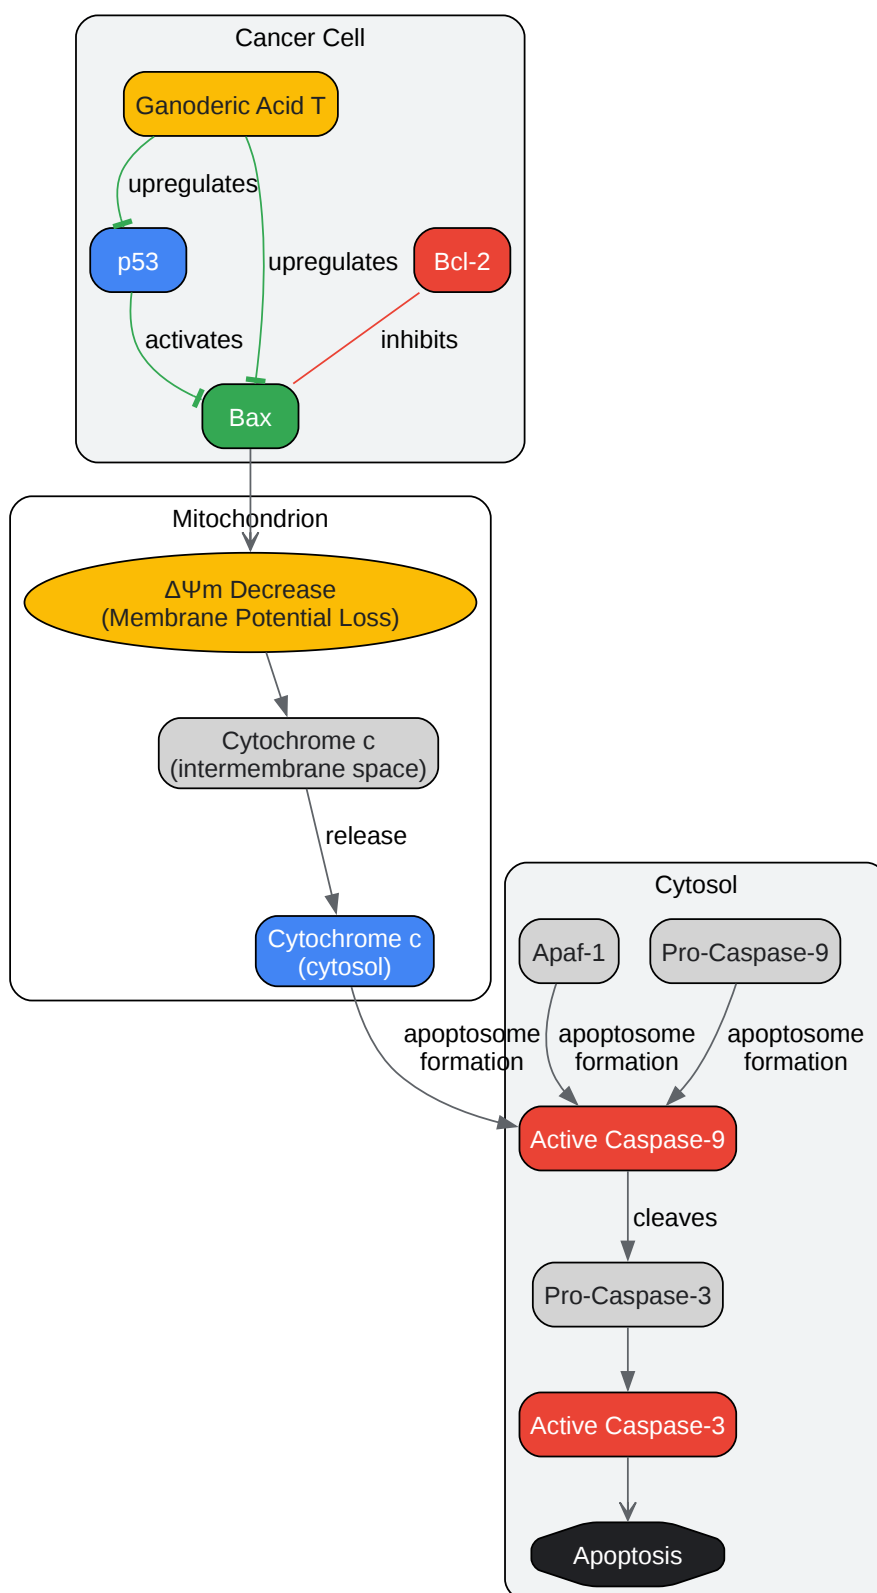 Cancer Cell
Ganoderic Acid T
upregulates
p53
upregulates
Bcl-2
activates
inhibits
Bax
Mitochondrion
ΔΨm Decrease
(Membrane Potential Loss)
Cytochrome c
(intermembrane space)
release
Cytochrome c
(cytosol)
Cytosol
Apaf-1
Pro-Caspase-9
apoptosome
formation
apoptosome
formation
apoptosome
formation
Active Caspase-9
cleaves
Pro-Caspase-3
Active Caspase-3
Apoptosis